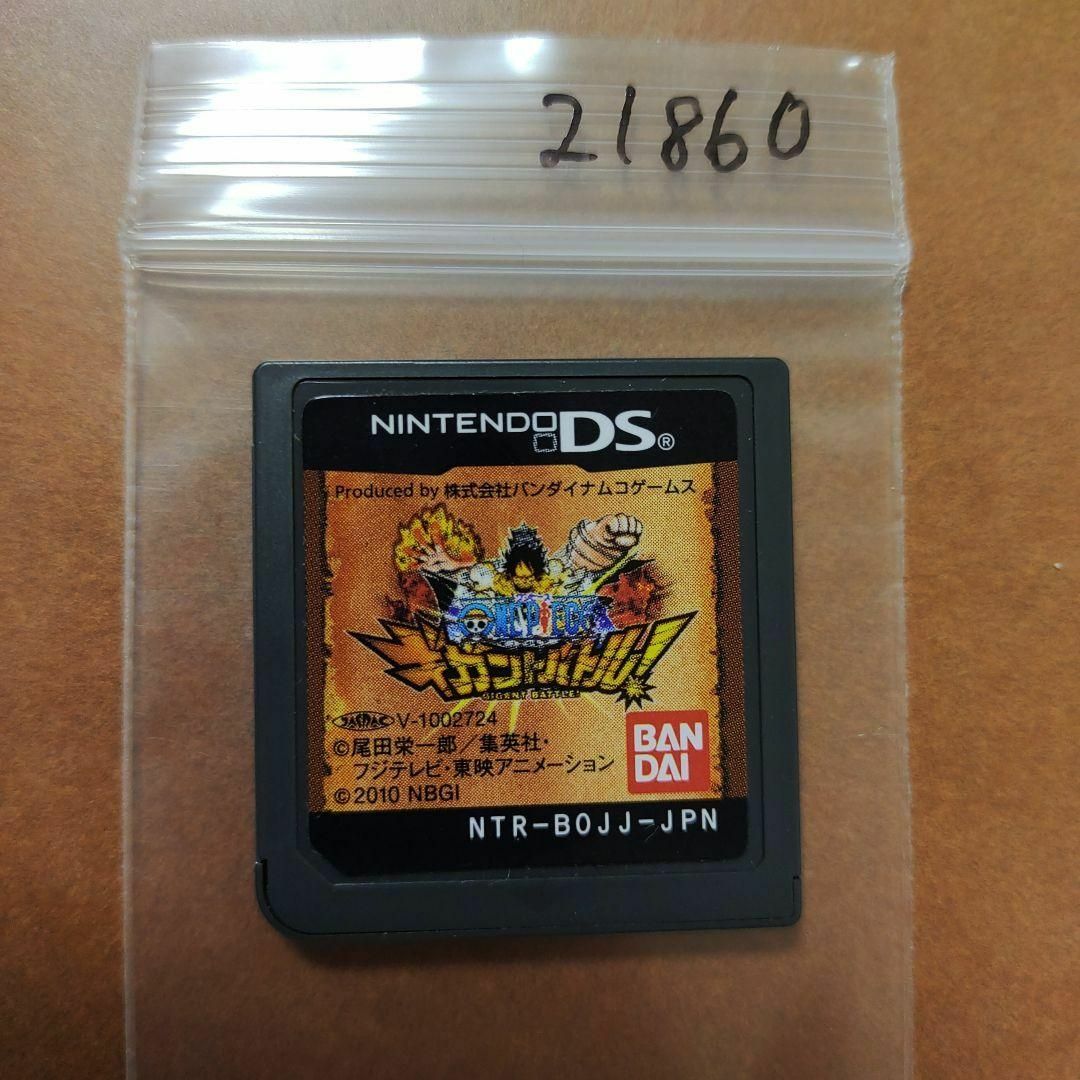 21860
NINTENDO DS®
Produced by 株式会社バンダイナムコゲームス
ONE PIECE
ギガントバトル!
GIGANT BATTLE!
V-1002724
©尾田栄一郎／集英社・
フジテレビ・東映アニメーション
©2010 NBGI
BAN
DAI
NTR-BOJJ-JPN